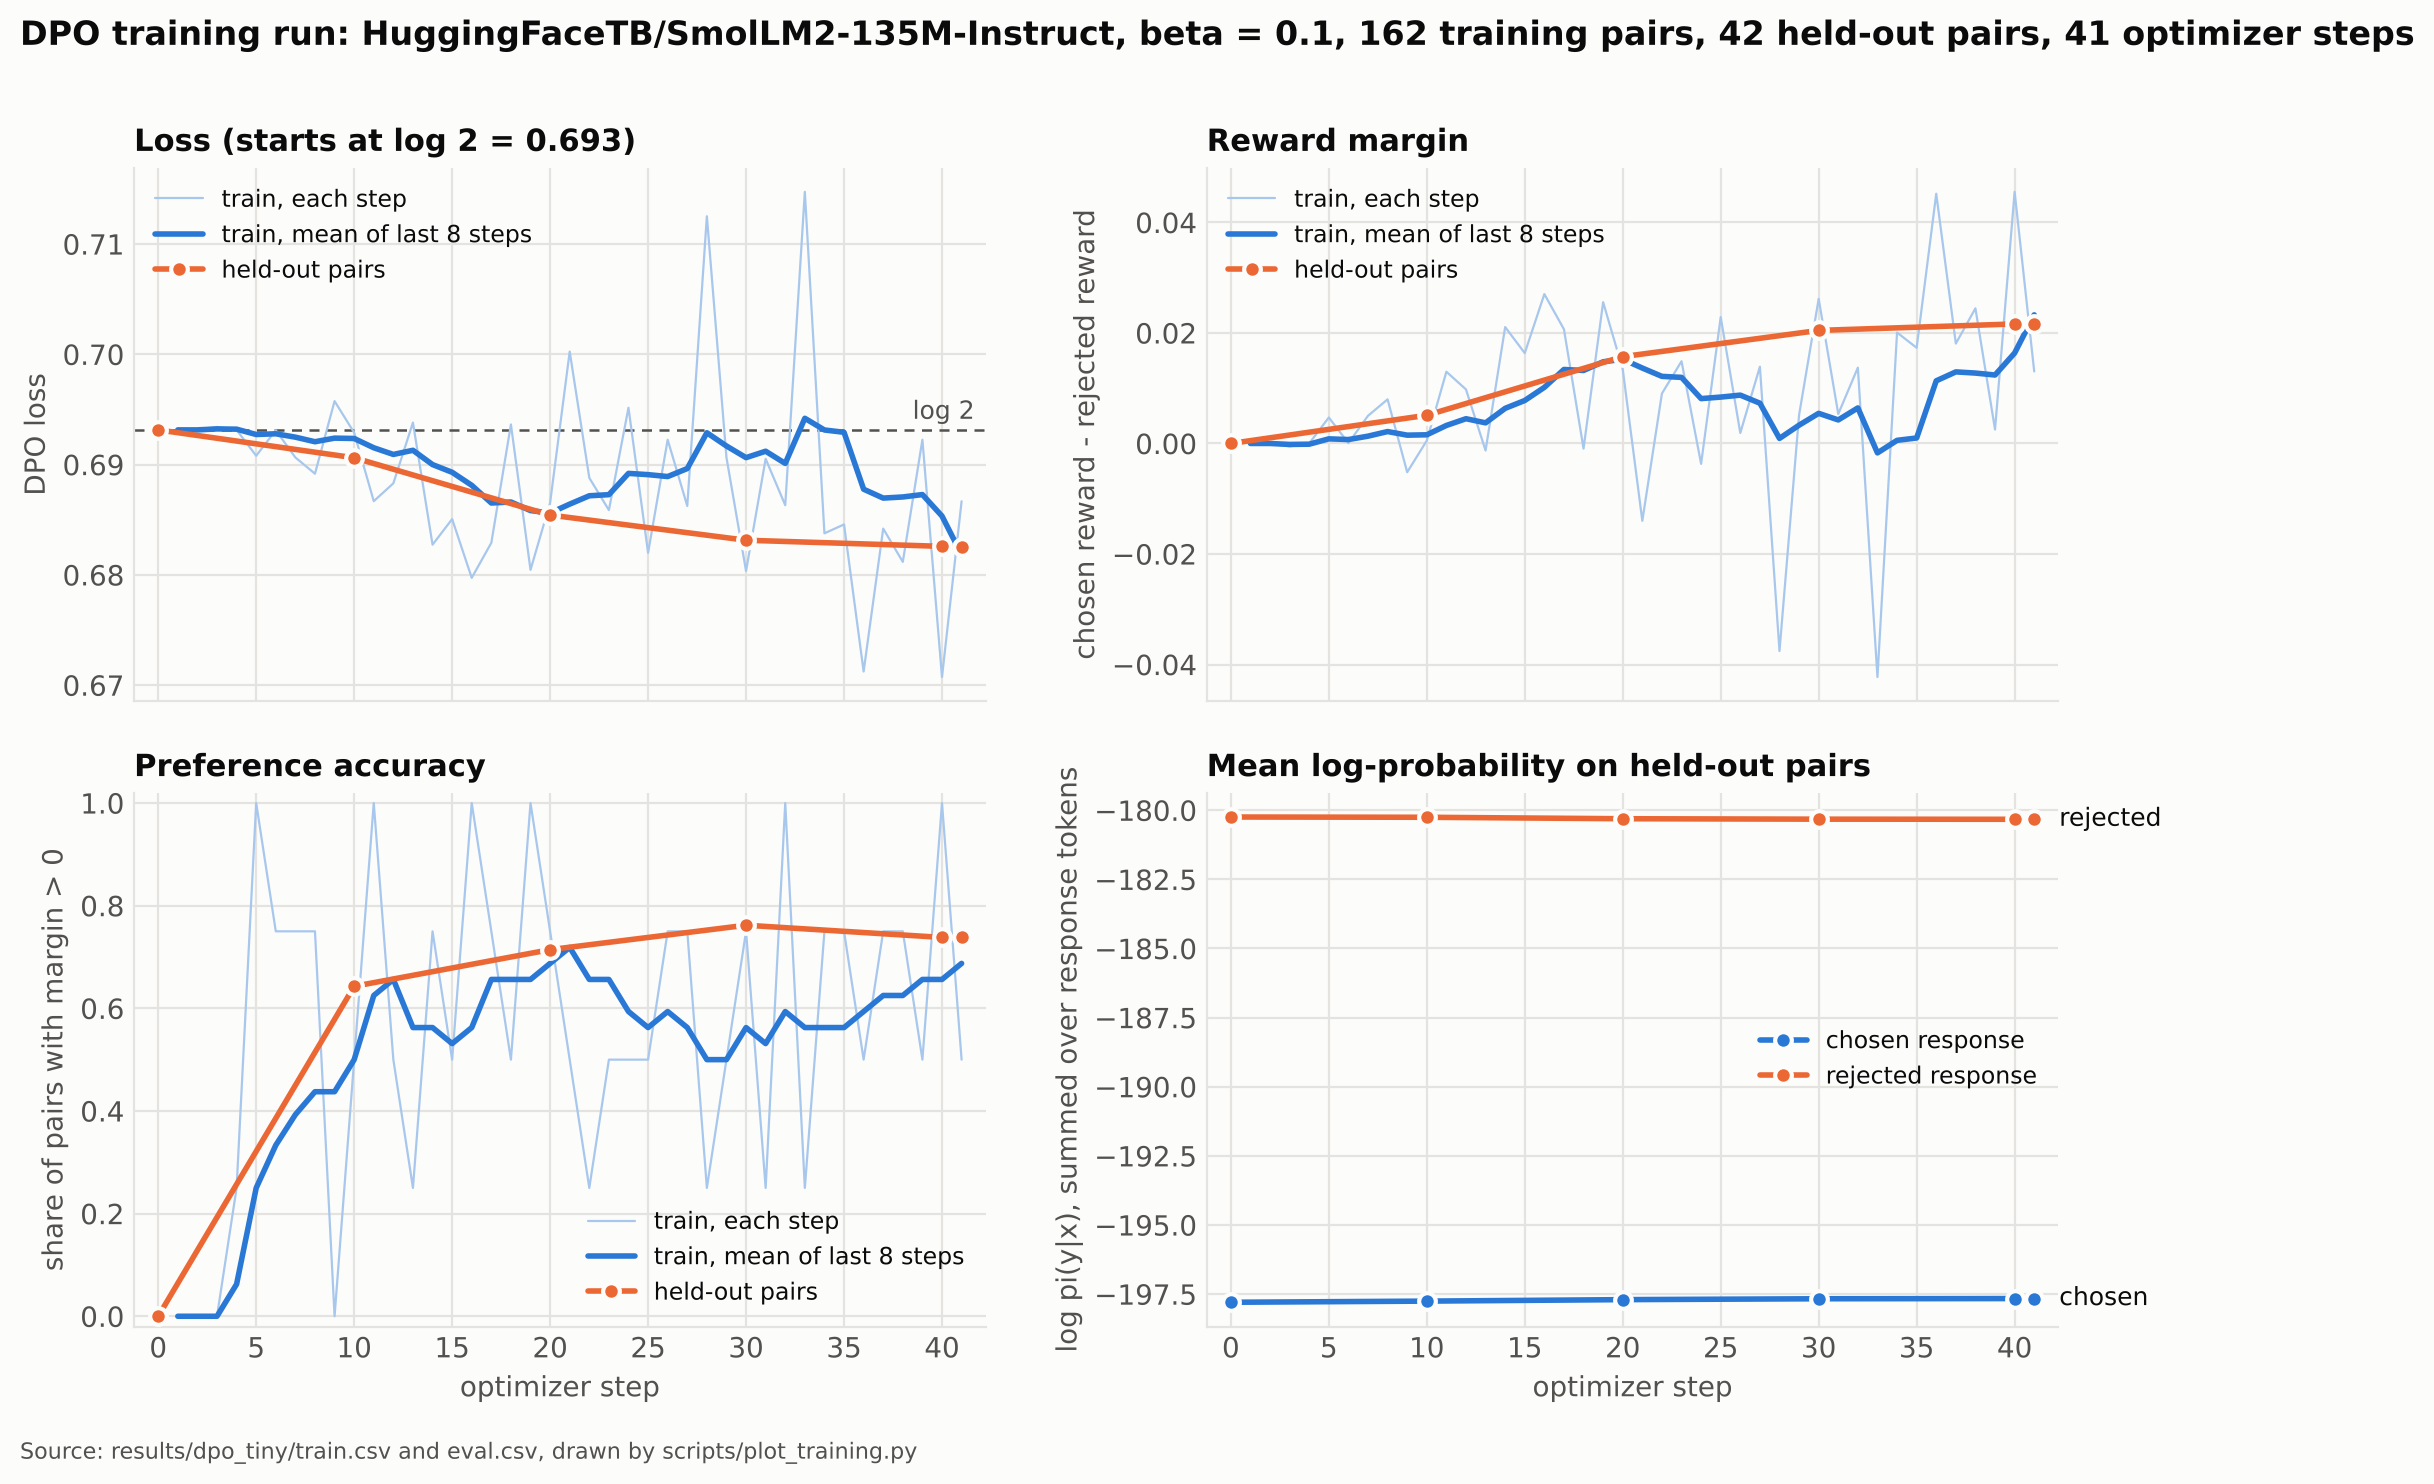 DPO training run: HuggingFaceTB/SmolLM2-135M-Instruct, beta = 0.1, 162 training pairs, 42 held-out pairs, 41 optimizer steps
Loss (starts at log 2 = 0.693)
train, each step
train, mean of last 8 steps
held-out pairs
log 2
DPO loss
0.71
0.70
0.69
0.68
0.67
Reward margin
train, each step
train, mean of last 8 steps
held-out pairs
chosen reward - rejected reward
0.04
0.02
0.00
−0.02
−0.04
Preference accuracy
share of pairs with margin > 0
1.0
0.8
0.6
0.4
0.2
0.0
train, each step
train, mean of last 8 steps
held-out pairs
0 5 10 15 20 25 30 35 40
optimizer step
Mean log-probability on held-out pairs
log pi(y|x), summed over response tokens
−180.0
−182.5
−185.0
−187.5
−190.0
−192.5
−195.0
−197.5
rejected
chosen response
rejected response
chosen
0 5 10 15 20 25 30 35 40
optimizer step
Source: results/dpo_tiny/train.csv and eval.csv, drawn by scripts/plot_training.py